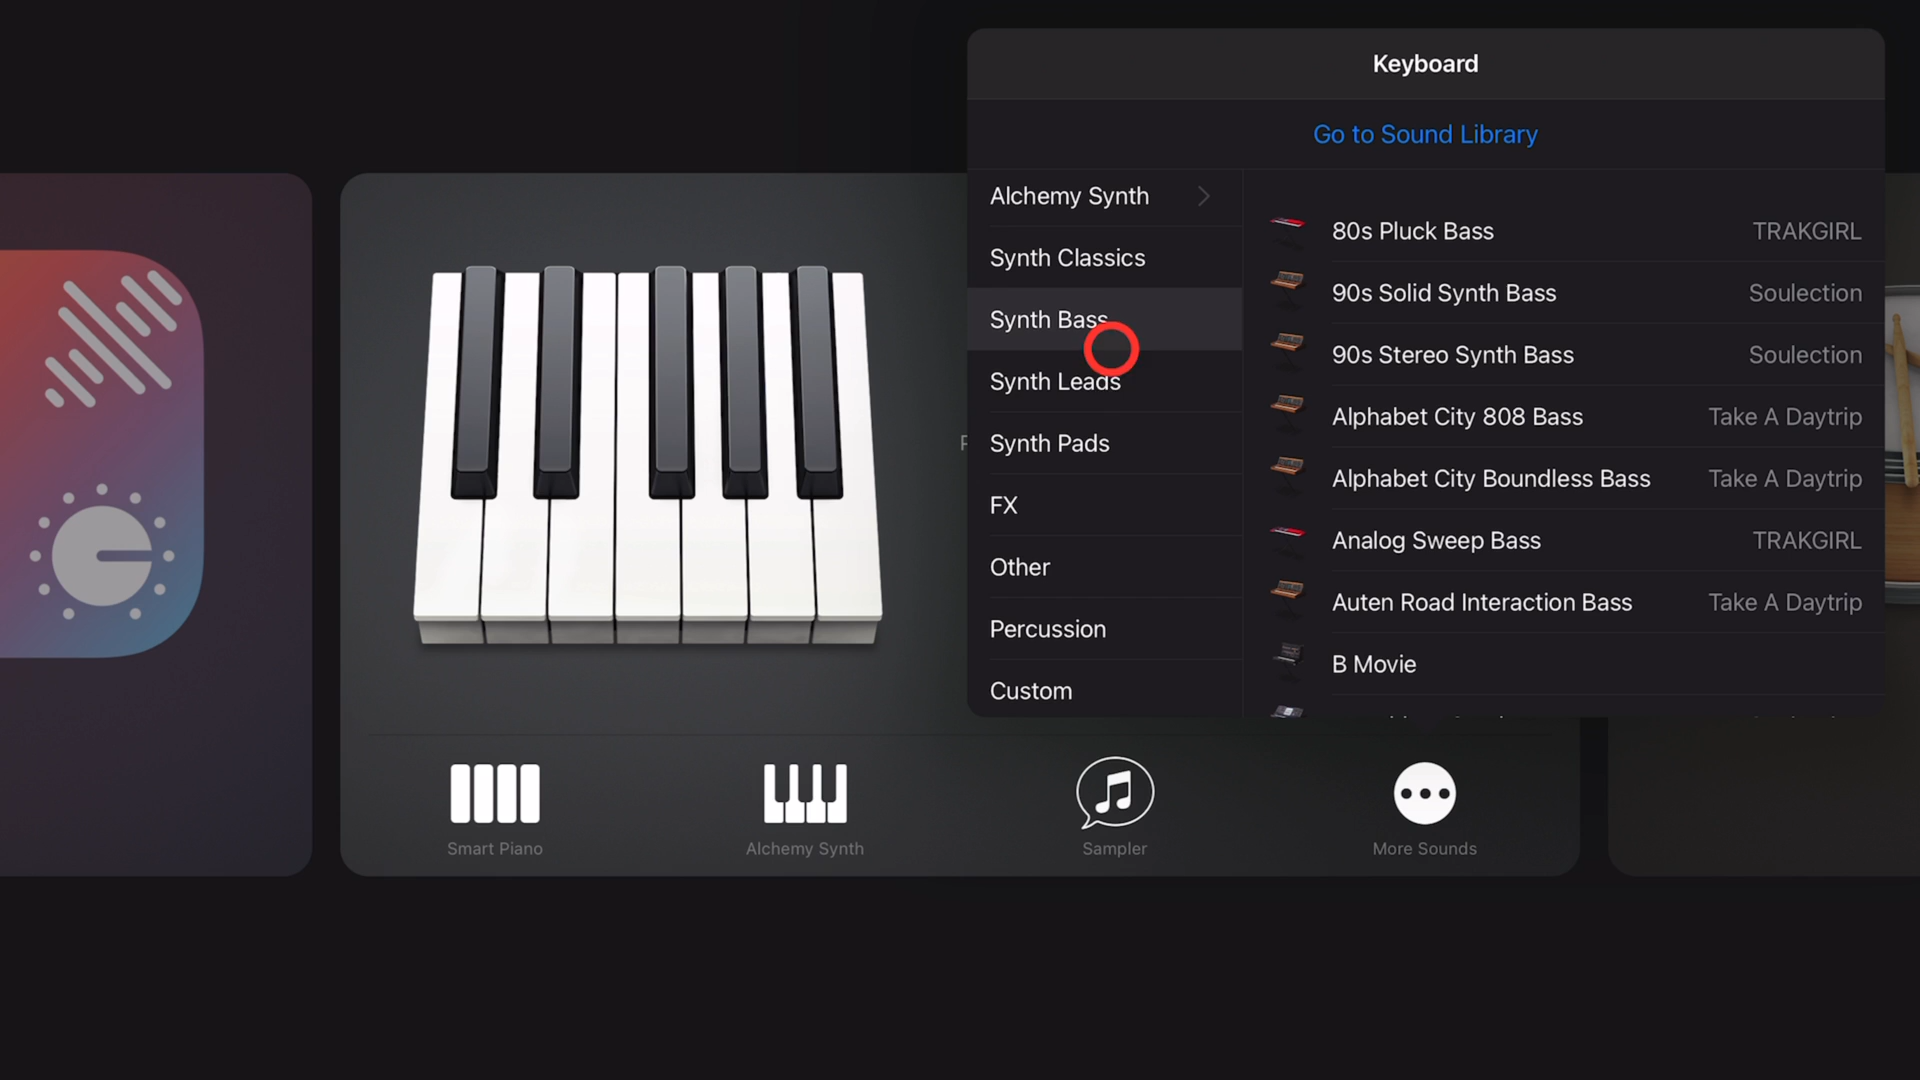 Keyboard
Go to Sound Library
Alchemy Synth
Synth Classics
Synth Bass
Synth Leads
Synth Pads
FX
Other
Percussion
Custom
80s Pluck Bass TRAKGIRL
90s Solid Synth Bass Soulection
90s Stereo Synth Bass Soulection
Alphabet City 808 Bass Take A Daytrip
Alphabet City Boundless Bass Take A Daytrip
Analog Sweep Bass TRAKGIRL
Auten Road Interaction Bass Take A Daytrip
B Movie
Smart Piano
Alchemy Synth
Sampler
More Sounds